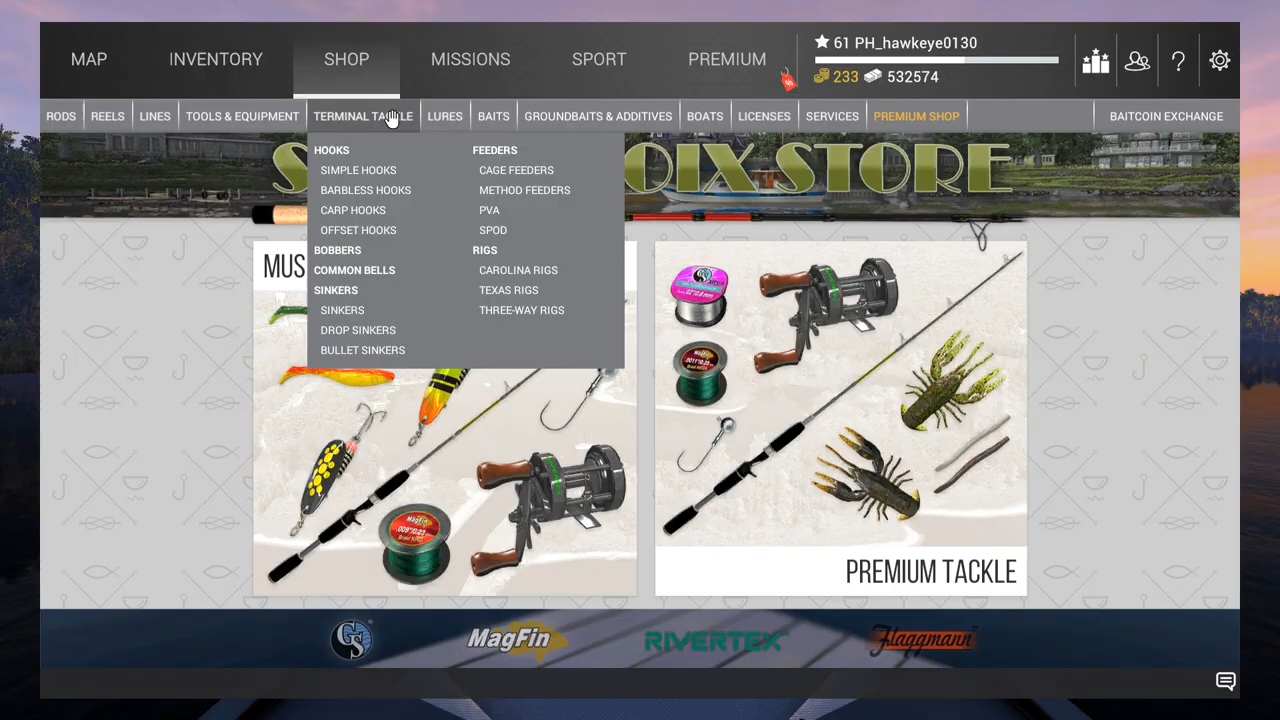 MAP INVENTORY SHOP MISSIONS SPORT PREMIUM
61 PH_hawkeye0130
233 532574
RODS REELS LINES TOOLS & EQUIPMENT TERMINAL TACKLE LURES BAITS GROUNDBAITS & ADDITIVES BOATS LICENSES SERVICES PREMIUM SHOP BAITCOIN EXCHANGE
HOOKS
SIMPLE HOOKS
BARBLESS HOOKS
CARP HOOKS
OFFSET HOOKS
BOBBERS
COMMON BELLS
SINKERS
SINKERS
DROP SINKERS
BULLET SINKERS
FEEDERS
CAGE FEEDERS
METHOD FEEDERS
PVA
SPOD
RIGS
CAROLINA RIGS
TEXAS RIGS
THREE-WAY RIGS
OIX STORE
MUS
PREMIUM TACKLE
MagFin
RIVERTEX
Flaggmann